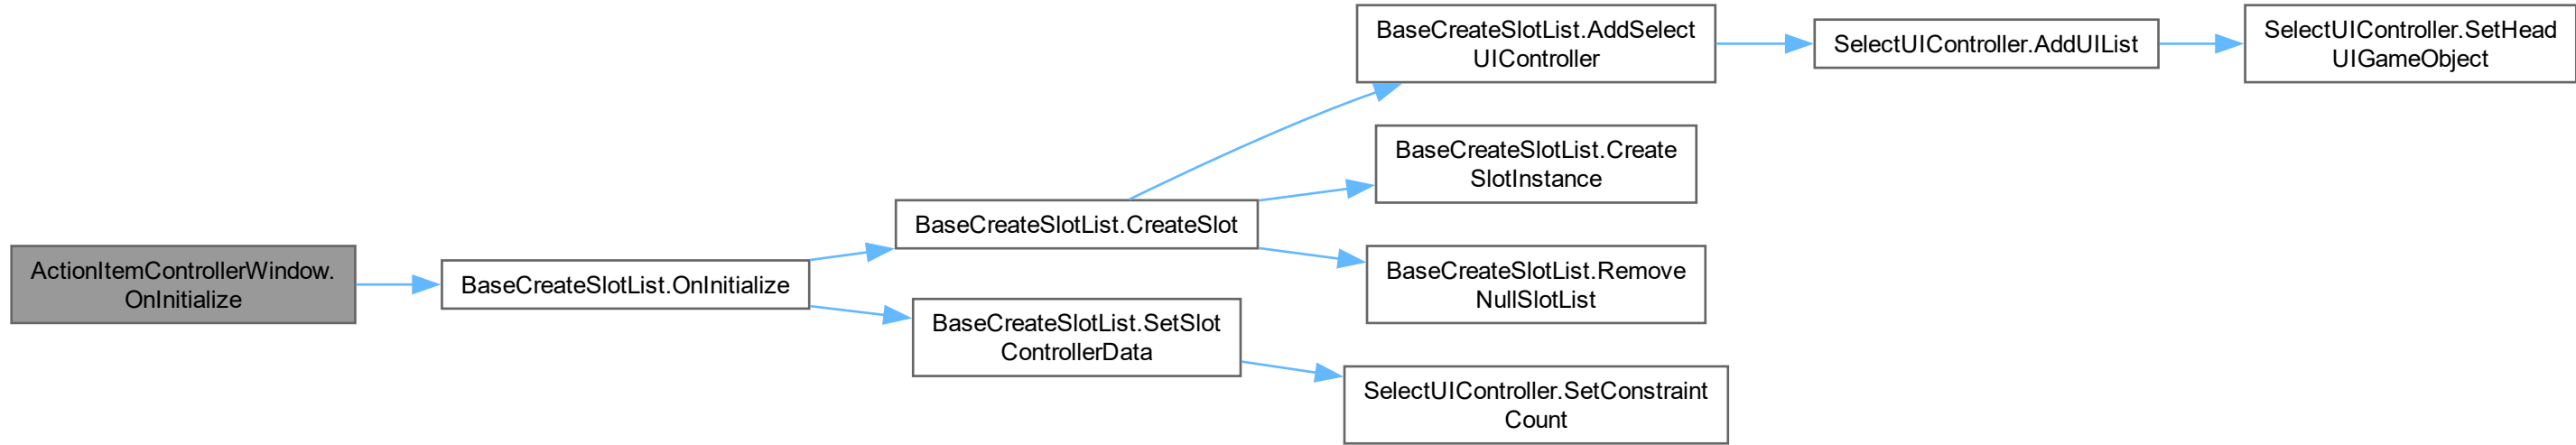 ActionItemControllerWindow.
OnInitialize
BaseCreateSlotList.OnInitialize
BaseCreateSlotList.CreateSlot
BaseCreateSlotList.AddSelect
UIController
SelectUIController.AddUIList
SelectUIController.SetHead
UIGameObject
BaseCreateSlotList.Create
SlotInstance
BaseCreateSlotList.Remove
NullSlotList
BaseCreateSlotList.SetSlot
ControllerData
SelectUIController.SetConstraint
Count